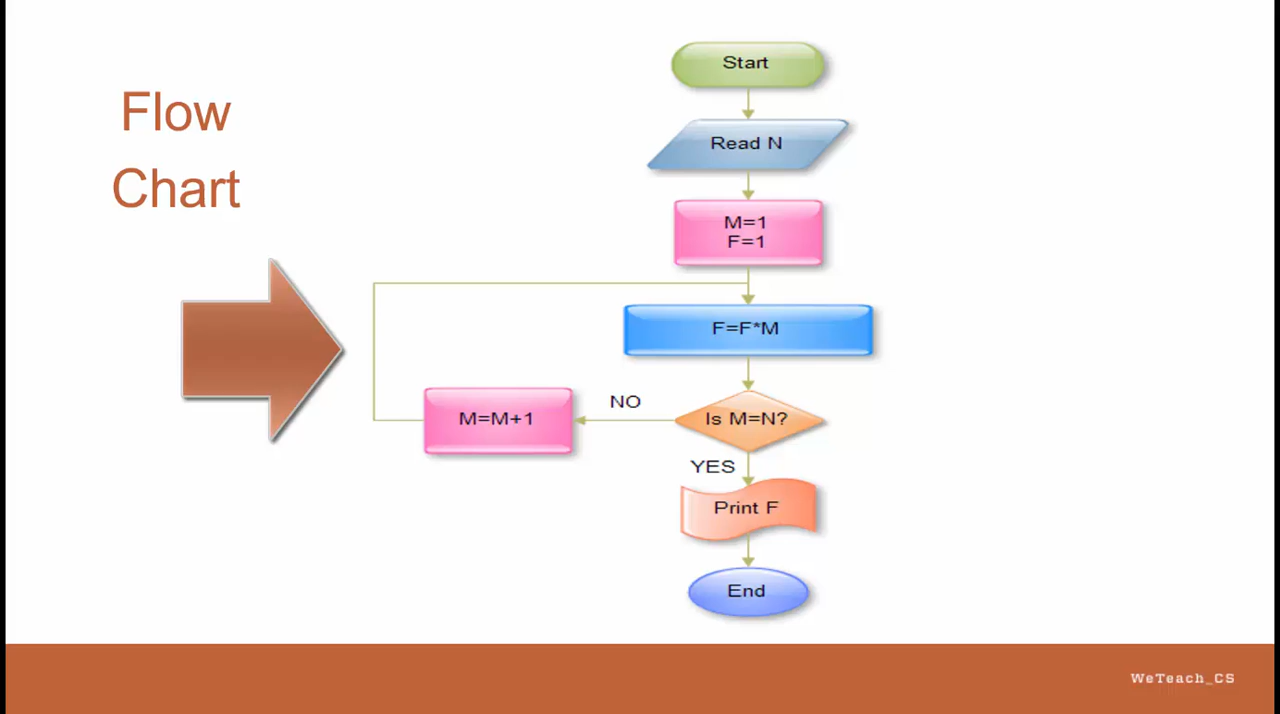 Flow
Chart
Start
Read N
M=1
F=1
F=F*M
Is M=N?
NO
M=M+1
YES
Print F
End
WeTeach_CS